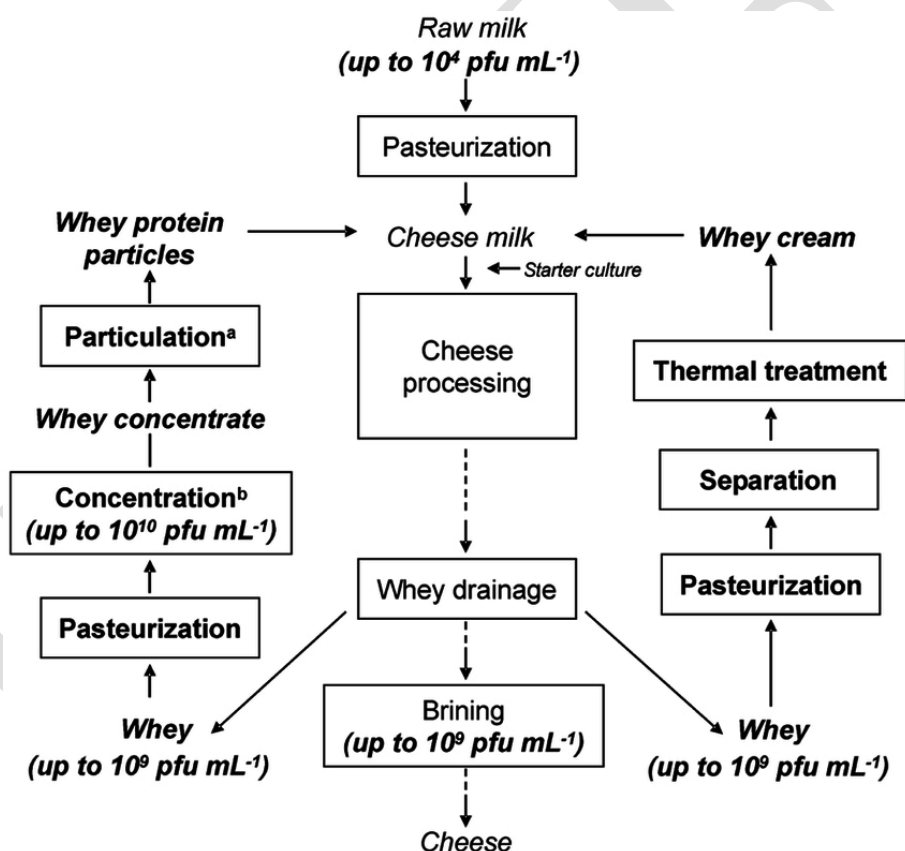 Raw milk
(up to 10⁴ pfu mL⁻¹)
Pasteurization
Whey protein
particles
Cheese milk
Whey cream
Starter culture
Particulationᵃ
Cheese
processing
Thermal treatment
Whey concentrate
Concentrationᵇ
(up to 10¹⁰ pfu mL⁻¹)
Separation
Whey drainage
Pasteurization
Pasteurization
Brining
(up to 10⁹ pfu mL⁻¹)
Whey
(up to 10⁹ pfu mL⁻¹)
Whey
(up to 10⁹ pfu mL⁻¹)
Cheese